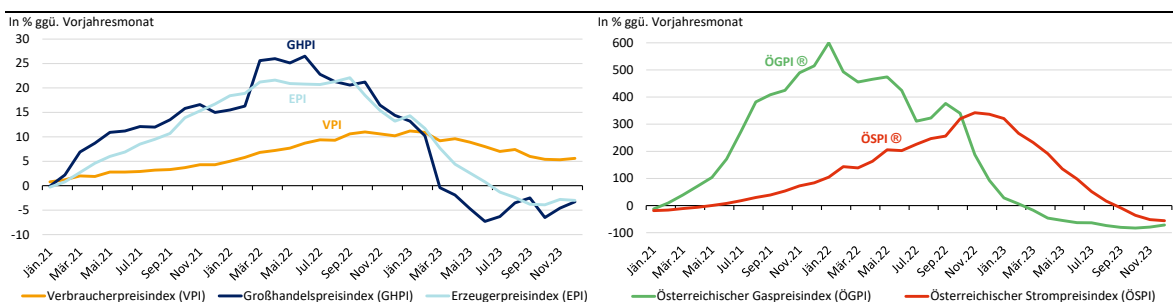 In % ggü. Vorjahresmonat
30
25
20
15
10
5
0
-5
-10
GHPI
EPI
VPI
Jän.21
Mär.21
Mai.21
Jul.21
Sep.21
Nov.21
Jän.22
Mär.22
Mai.22
Jul.22
Sep.22
Nov.22
Jän.23
Mär.23
Mai.23
Jul.23
Sep.23
Nov.23
Verbraucherpreisindex (VPI)
Großhandelspreisindex (GHPI)
Erzeugerpreisindex (EPI)
In % ggü. Vorjahresmonat
600
500
400
300
200
100
0
-100
ÖGPI ®
ÖSPI ®
Jän.21
Mär.21
Mai.21
Jul.21
Sep.21
Nov.21
Jän.22
Mär.22
Mai.22
Jul.22
Sep.22
Nov.22
Jän.23
Mär.23
Mai.23
Jul.23
Sep.23
Nov.23
Österreichischer Gaspreisindex (ÖGPI)
Österreichischer Strompreisindex (ÖSPI)